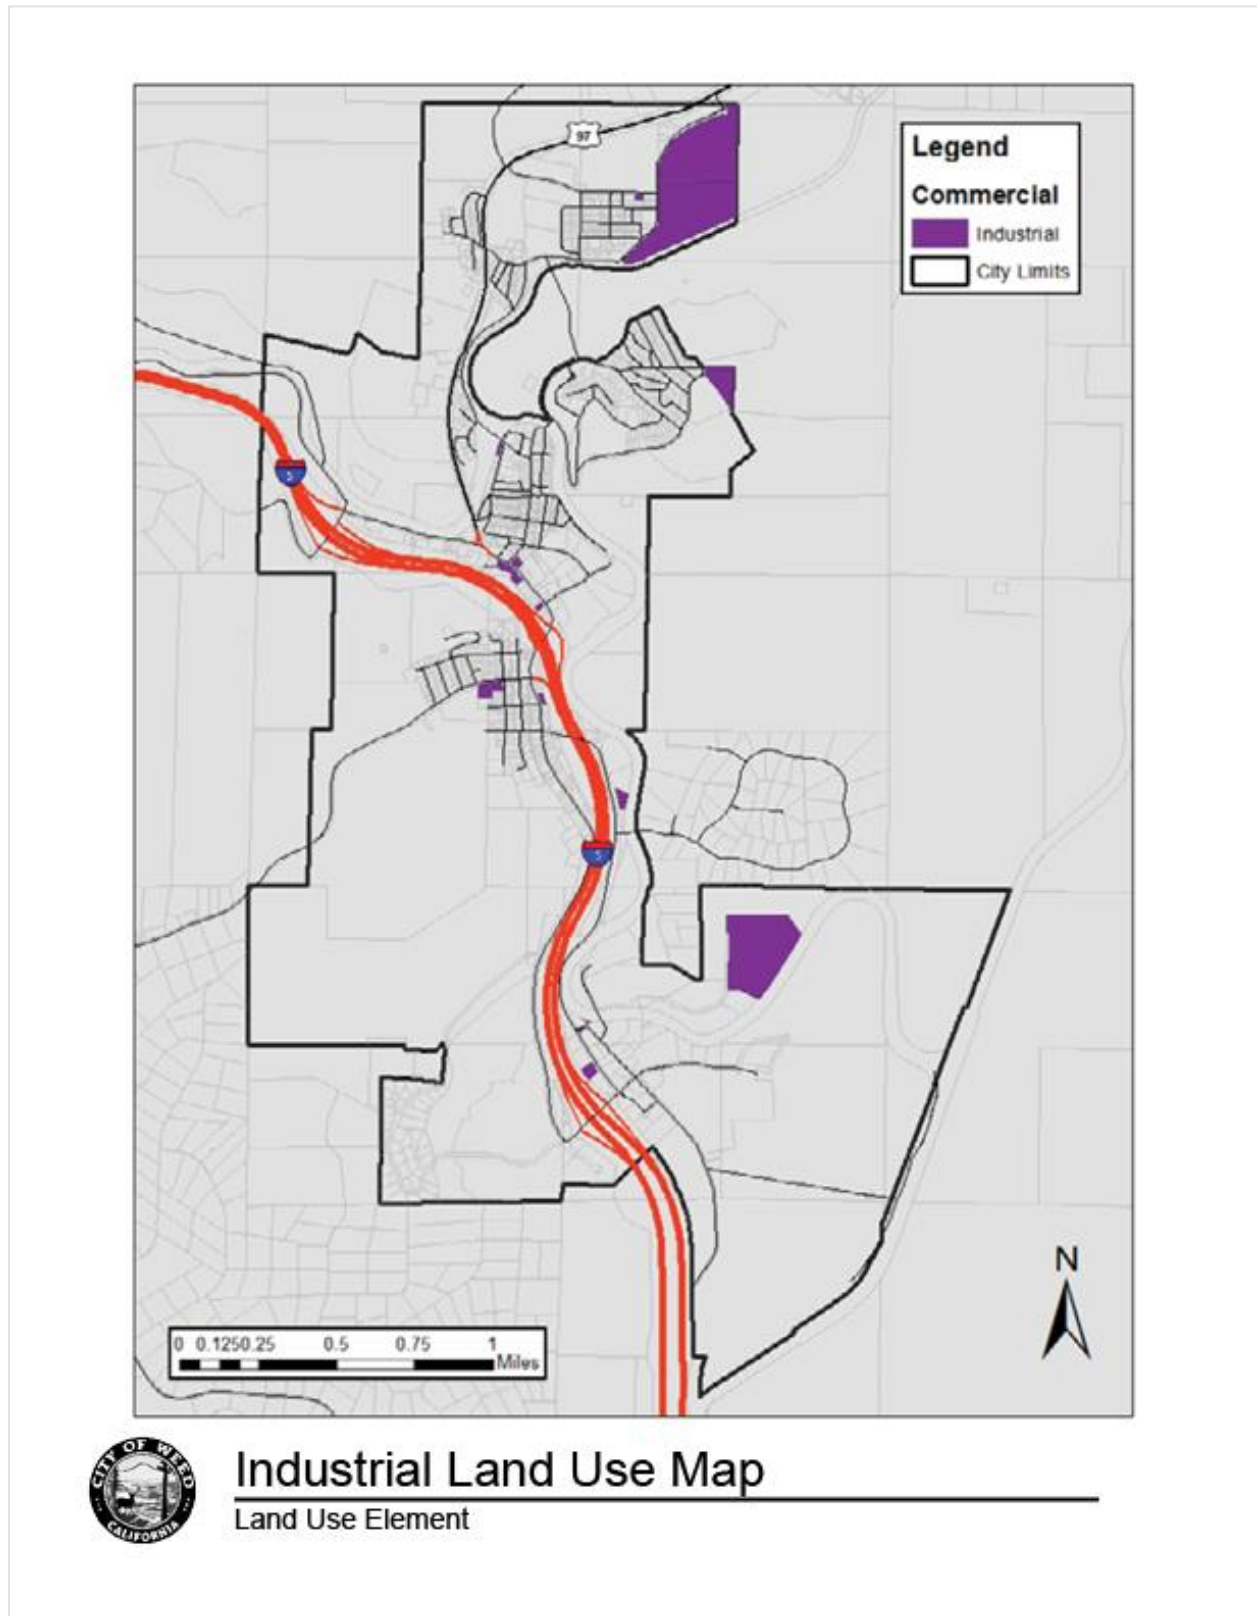 97
Legend
Commercial
Industrial
City Limits
5
5
N
0 0.1250.25 0.5 0.75 1
Miles
CITY OF WEED
CALIFORNIA
Industrial Land Use Map
Land Use Element